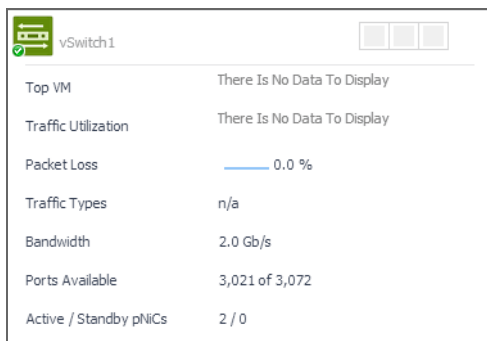 vSwitch1
Top VM There Is No Data To Display
Traffic Utilization There Is No Data To Display
Packet Loss 0.0 %
Traffic Types n/a
Bandwidth 2.0 Gb/s
Ports Available 3,021 of 3,072
Active / Standby pNiCs 2 / 0